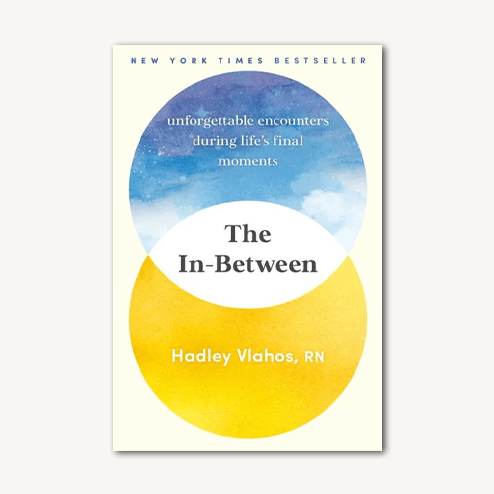 NEW YORK TIMES BESTSELLER
unforgettable encounters
during life's final
moments
The
In-Between
Hadley Vlahos, RN